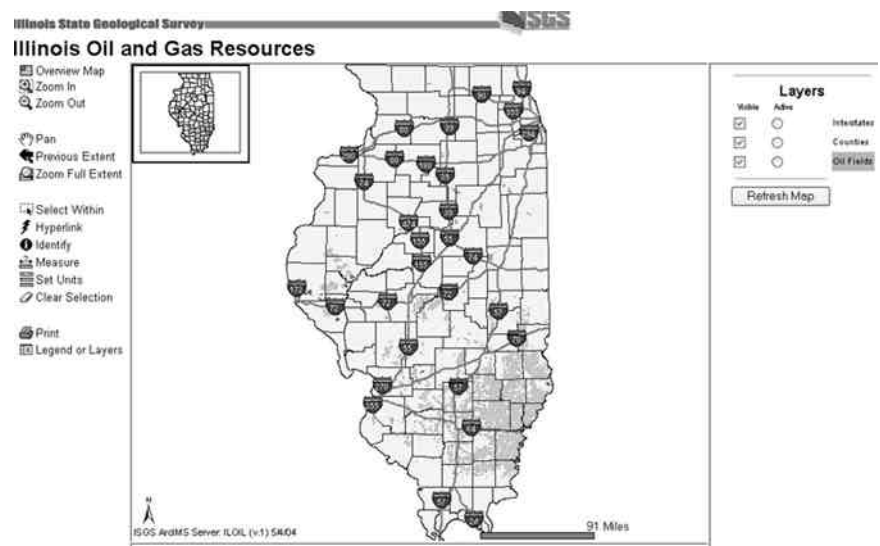 Illinois State Geological Survey
ISGS
Illinois Oil and Gas Resources
Overview Map
Zoom In
Zoom Out
Pan
Previous Extent
Zoom Full Extent
Select Within
Hyperlink
Identify
Measure
Set Units
Clear Selection
Print
Legend or Layers
Layers
Visible Active
Interstates
Counties
Oil Fields
Refresh Map
N
ISGS ArcIMS Server: ILOIL (v.1) 5/4/04
91 Miles